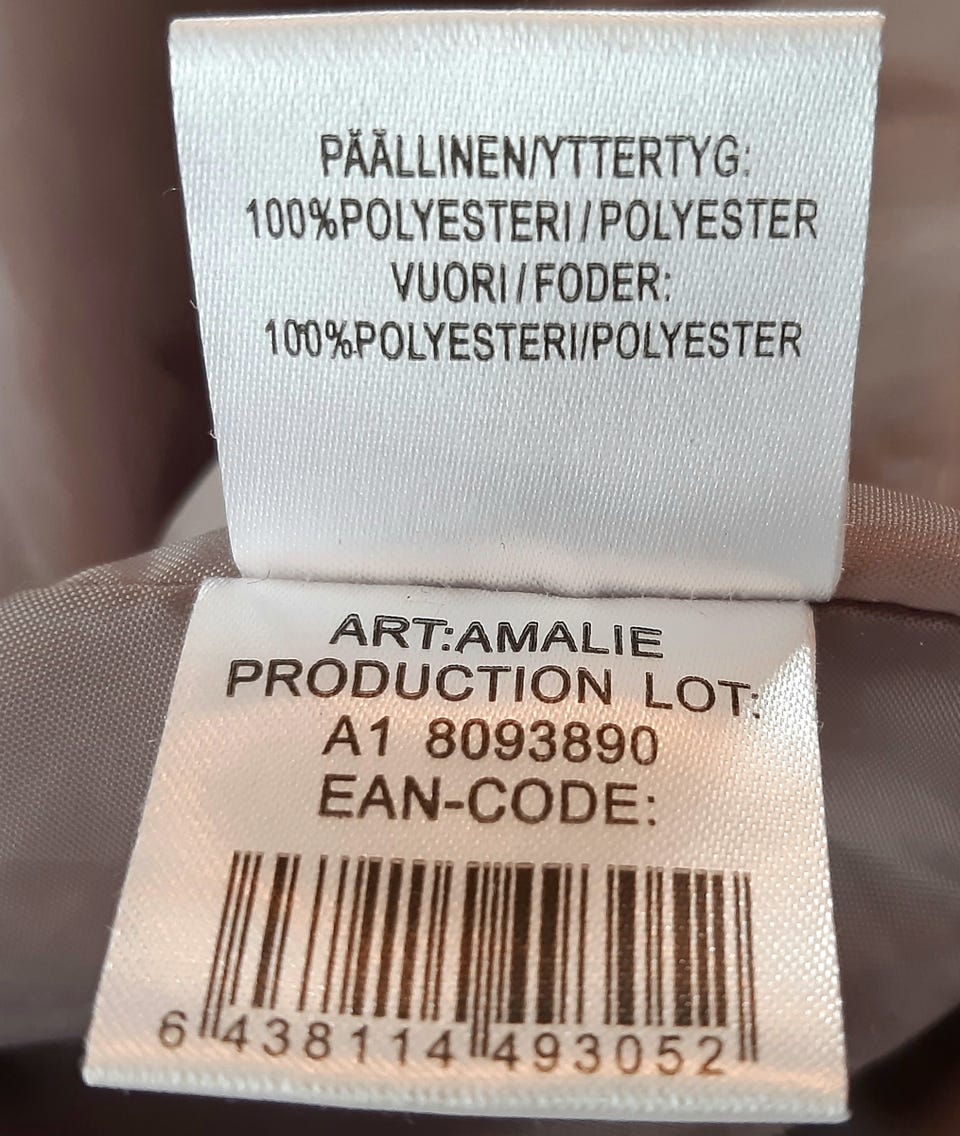 PÄÄLLINEN/YTTERTYG:
100%POLYESTERI/POLYESTER
VUORI/FODER:
100%POLYESTERI/POLYESTER
ART:AMALIE
PRODUCTION LOT:
A1 8093890
EAN-CODE:
6 438114 493052